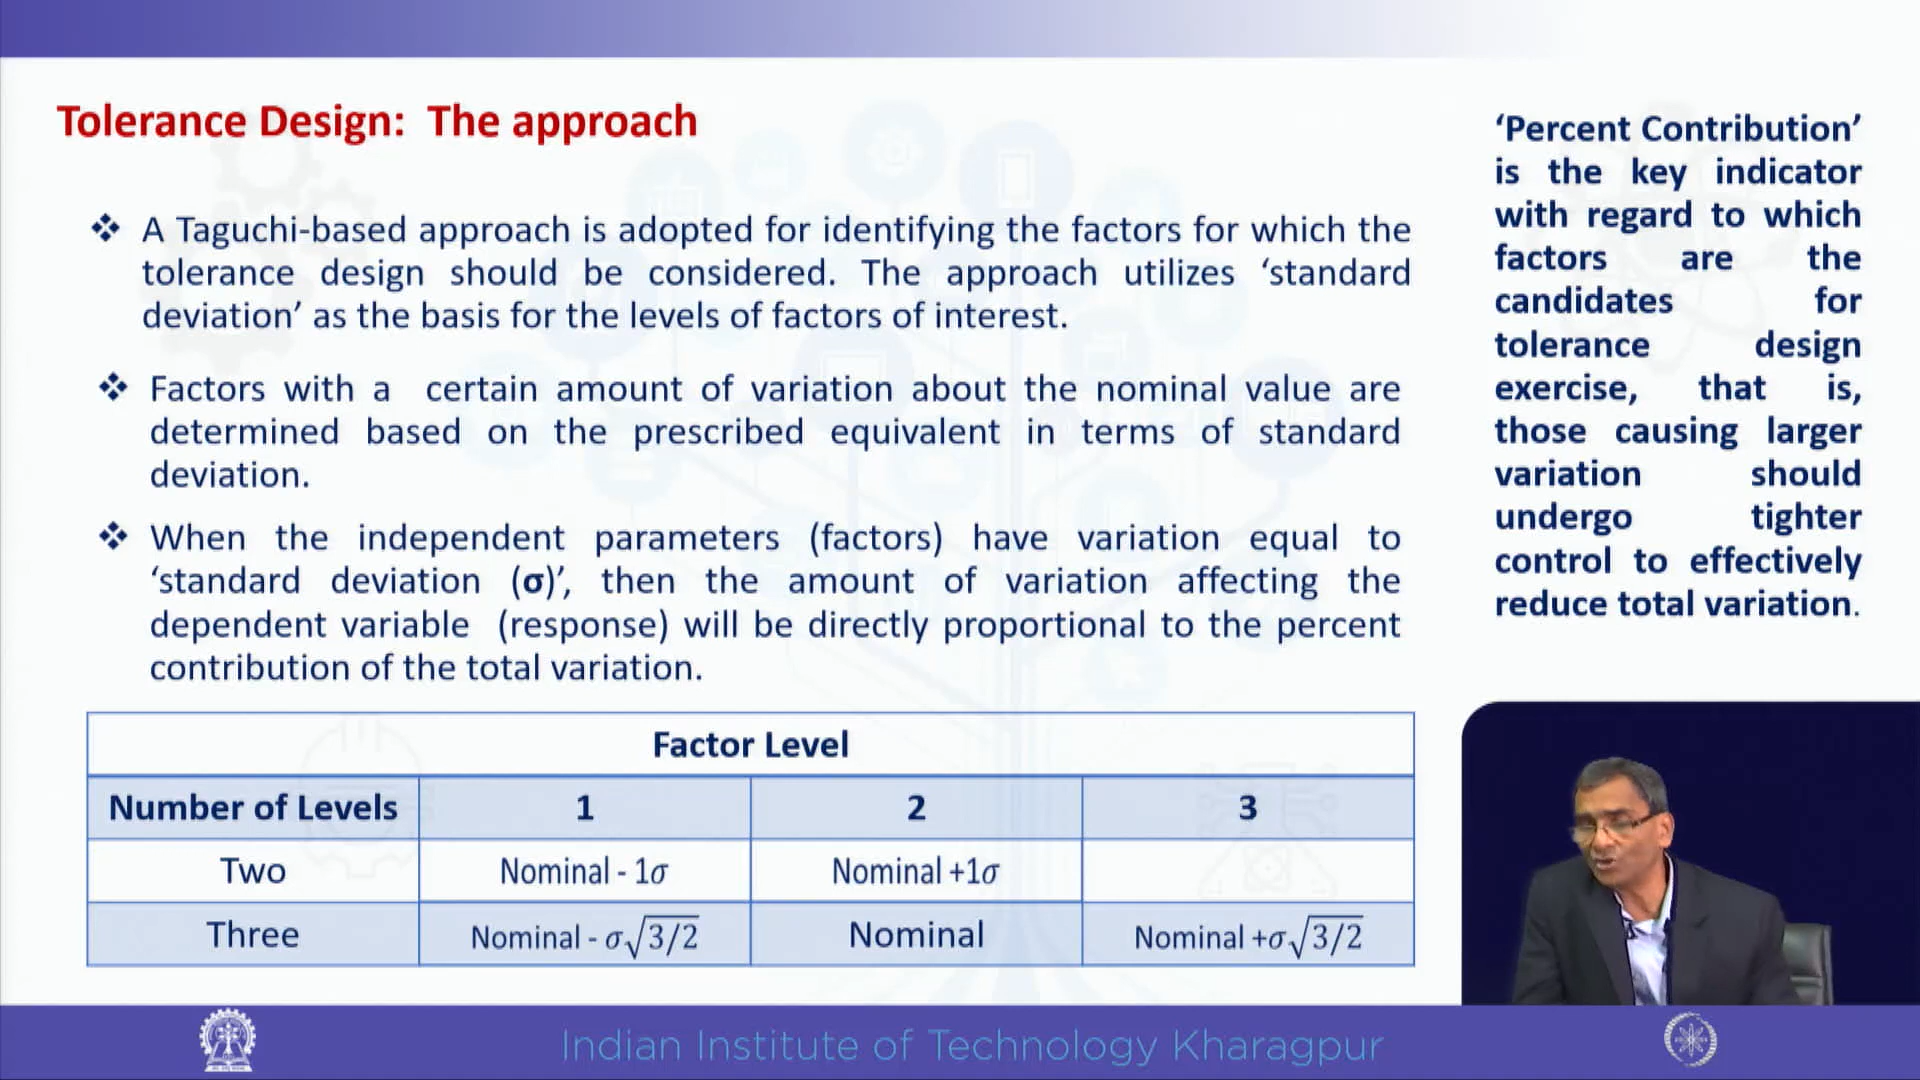 Tolerance Design: The approach
❖ A Taguchi-based approach is adopted for identifying the factors for which the
tolerance design should be considered. The approach utilizes ‘standard
deviation’ as the basis for the levels of factors of interest.
❖ Factors with a certain amount of variation about the nominal value are
determined based on the prescribed equivalent in terms of standard
deviation.
❖ When the independent parameters (factors) have variation equal to
‘standard deviation (σ)’, then the amount of variation affecting the
dependent variable (response) will be directly proportional to the percent
contribution of the total variation.
Factor Level
Number of Levels 1 2 3
Two Nominal - 1σ Nominal +1σ
Three Nominal - σ√3/2 Nominal Nominal +σ√3/2
‘Percent Contribution’
is the key indicator
with regard to which
factors are the
candidates for
tolerance design
exercise, that is,
those causing larger
variation should
undergo tighter
control to effectively
reduce total variation.
Indian Institute of Technology Kharagpur